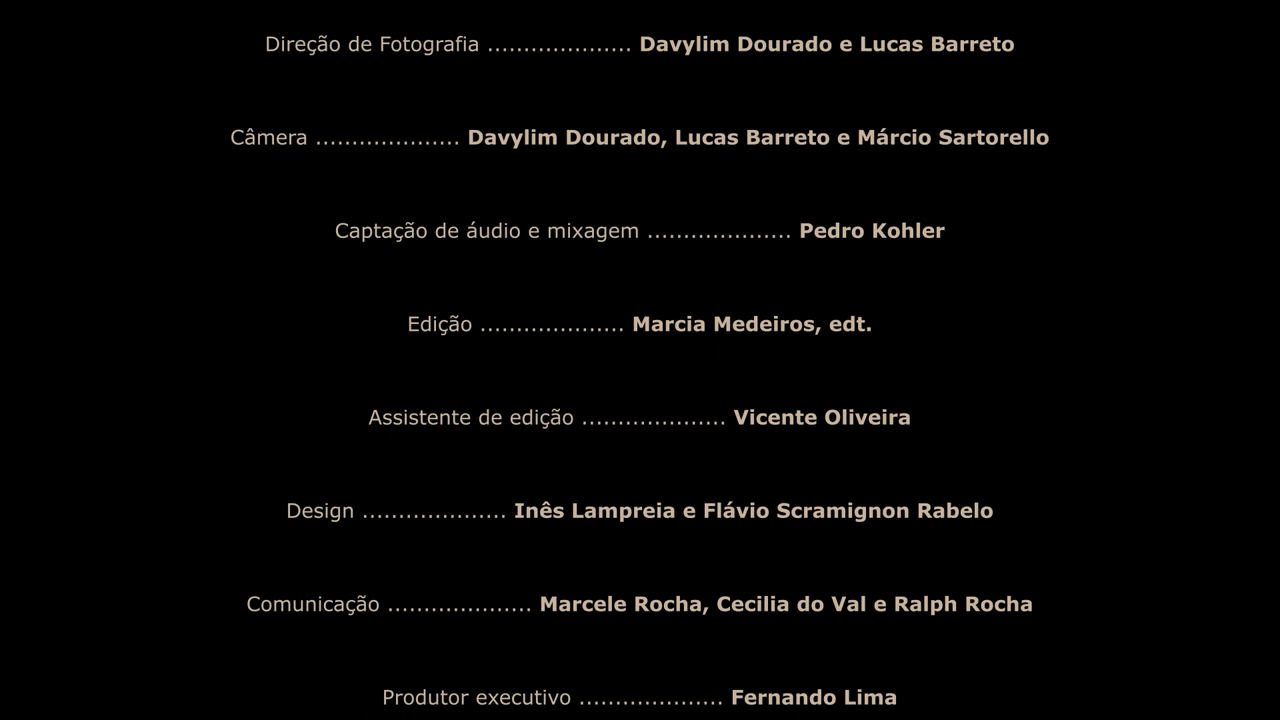 Direção de Fotografia .................... Davylim Dourado e Lucas Barreto
Câmera .................... Davylim Dourado, Lucas Barreto e Márcio Sartorello
Captação de áudio e mixagem .................... Pedro Kohler
Edição .................... Marcia Medeiros, edt.
Assistente de edição .................... Vicente Oliveira
Design .................... Inês Lampreia e Flávio Scramignon Rabelo
Comunicação .................... Marcele Rocha, Cecilia do Val e Ralph Rocha
Produtor executivo .................... Fernando Lima